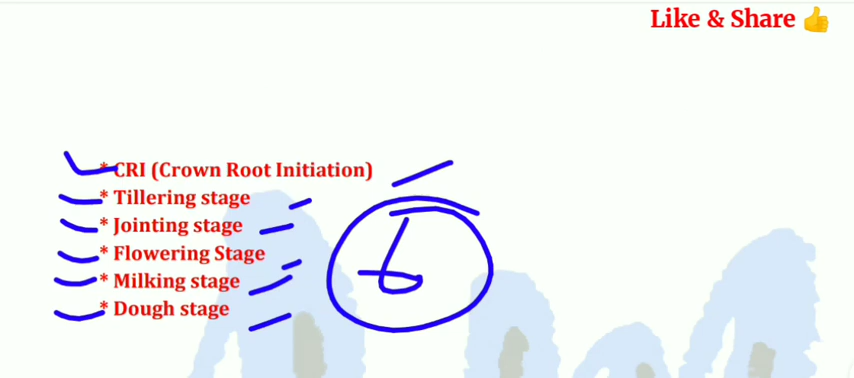 Like & Share 👍
* CRI (Crown Root Initiation)
* Tillering stage
* Jointing stage
* Flowering Stage
* Milking stage
* Dough stage
6